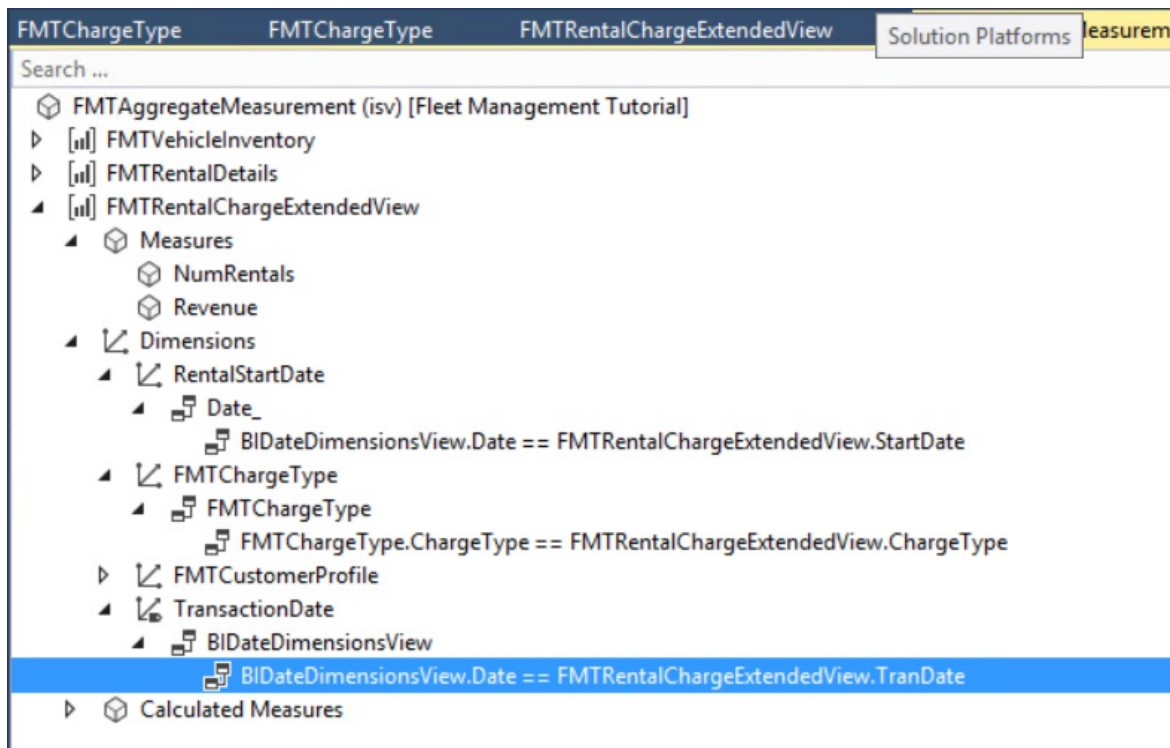 FMTChargeType FMTChargeType FMTRentalChargeExtendedView Solution Platforms
Search ...
FMTAggregateMeasurement (isv) [Fleet Management Tutorial]
FMTVehicleInventory
FMTRentalDetails
FMTRentalChargeExtendedView
Measures
NumRentals
Revenue
Dimensions
RentalStartDate
Date_
BIDateDimensionsView.Date == FMTRentalChargeExtendedView.StartDate
FMTChargeType
FMTChargeType
FMTChargeType.ChargeType == FMTRentalChargeExtendedView.ChargeType
FMTCustomerProfile
TransactionDate
BIDateDimensionsView
BIDateDimensionsView.Date == FMTRentalChargeExtendedView.TranDate
Calculated Measures